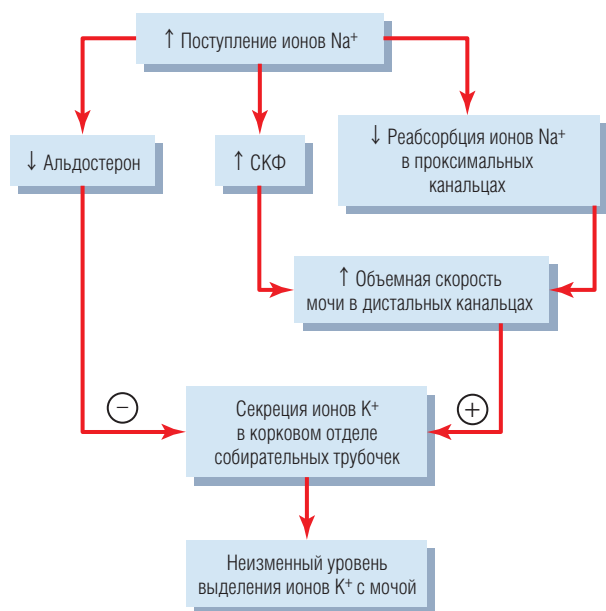 ↑ Поступление ионов Na⁺
↓ Альдостерон
↑ СКФ
↓ Реабсорбция ионов Na⁺
в проксимальных
канальцах
↑ Объемная скорость
мочи в дистальных канальцах
−
+
Секреция ионов K⁺
в корковом отделе
собирательных трубочек
Неизменный уровень
выделения ионов K⁺ с мочой